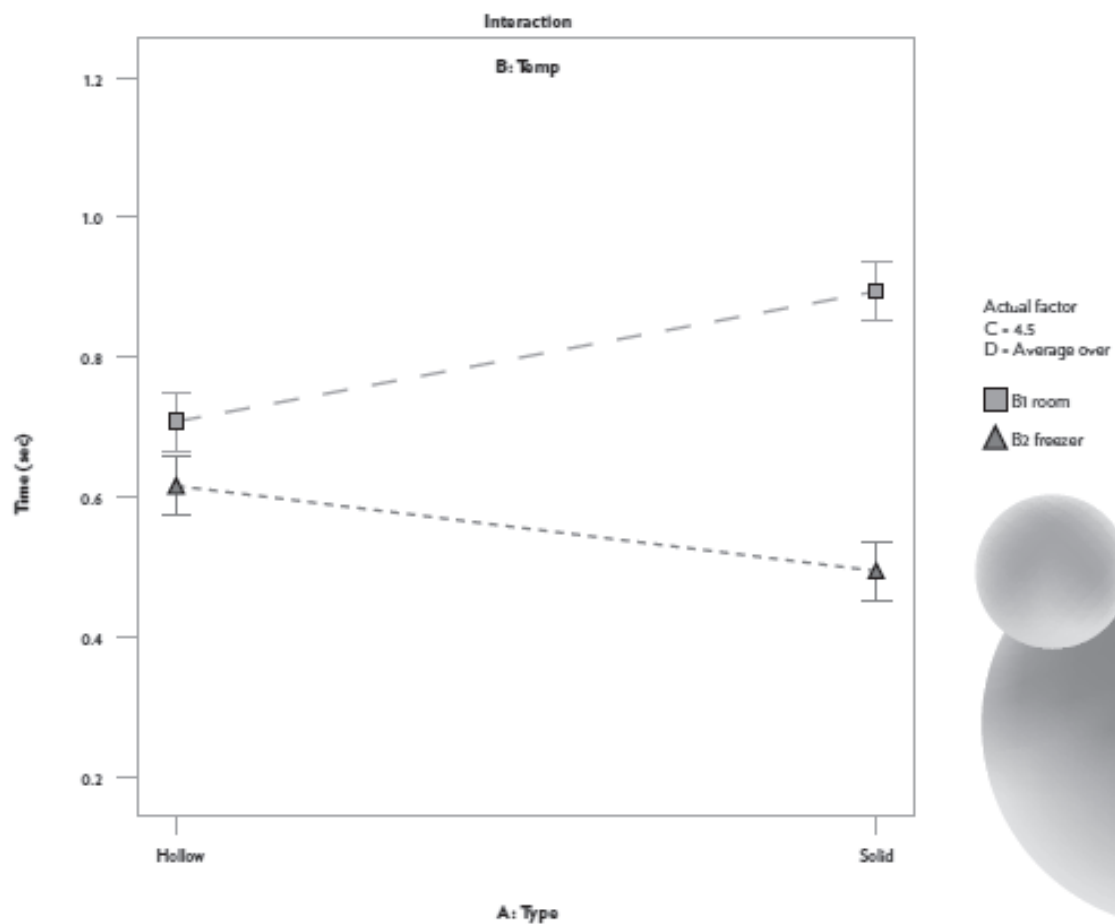 Interaction
B: Temp
1.2
1.0
0.8
0.6
0.4
0.2
Time (sec)
Hollow
Solid
A: Type
Actual factor
C = 4.5
D = Average over
B1 room
B2 freezer